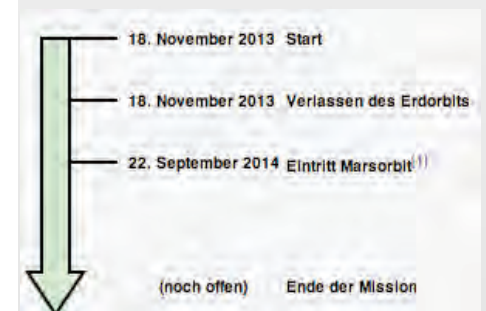 18. November 2013 Start
18. November 2013 Verlassen des Erdorbits
22. September 2014 Eintritt Marsorbit[1]
(noch offen) Ende der Mission